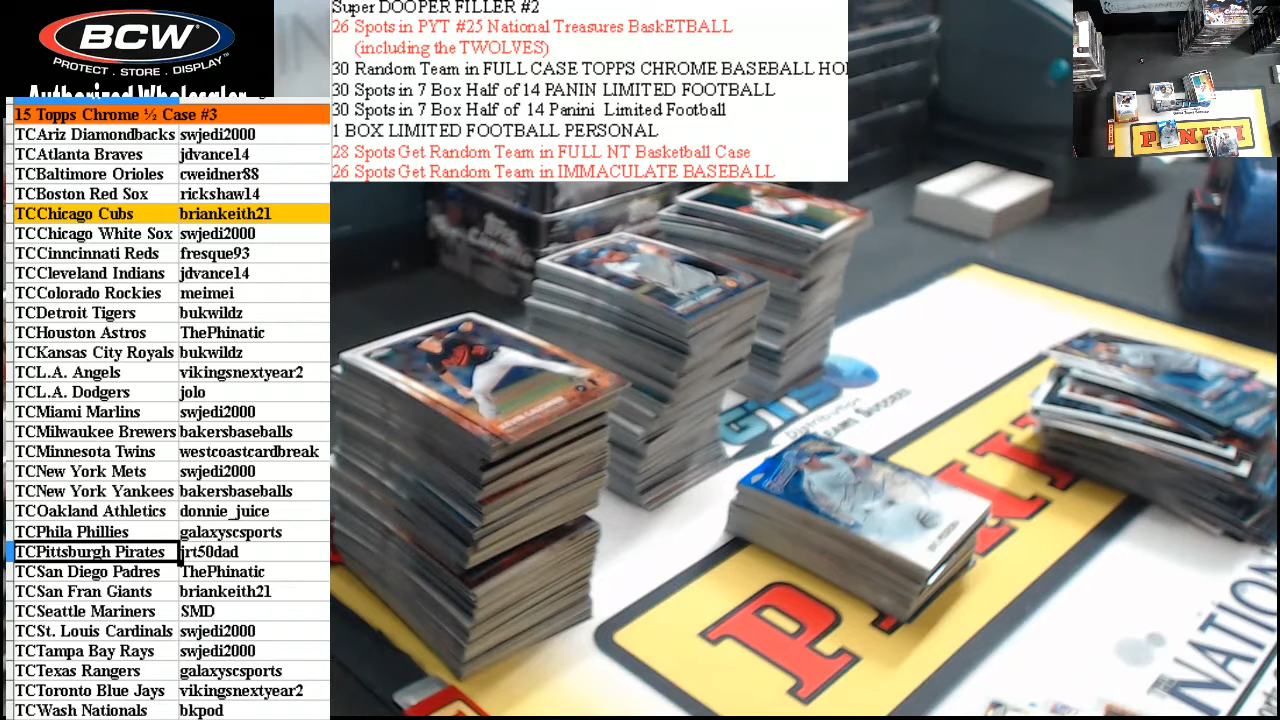 BCW
PROTECT . STORE . DISPLAY™
Authorized Wholesaler
15 Topps Chrome ½ Case #3
TCAriz Diamondbacks swjedi2000
TCAtlanta Braves jdvance14
TCBaltimore Orioles cweidner88
TCBoston Red Sox rickshaw14
TCChicago Cubs briankeith21
TCChicago White Sox swjedi2000
TCCinncincnati Reds fresque93
TCCleveland Indians jdvance14
TCColorado Rockies meimei
TCDetroit Tigers bukwildz
TCHouston Astros ThePhinatic
TCKansas City Royals bukwildz
TCL.A. Angels vikingsnextyear2
TCL.A. Dodgers jolo
TCMiami Marlins swjedi2000
TCMilwaukee Brewers bakersbaseballs
TCMinnesota Twins westcoastcardbreak
TCNew York Mets swjedi2000
TCNew York Yankees bakersbaseballs
TCOakland Athletics donnie_juice
TCPhila Phillies galaxyscsports
TCPittsburgh Pirates jrt50dad
TCSan Diego Padres ThePhinatic
TCSan Fran Giants briankeith21
TCSeattle Mariners SMD
TCSt. Louis Cardinals swjedi2000
TCTampa Bay Rays swjedi2000
TCTexas Rangers galaxyscsports
TCToronto Blue Jays vikingsnextyear2
TCWash Nationals bkpod
Super DOOPER FILLER #2
26 Spots in PYT #25 National Treasures BaskETBALL
(including the TWOLVES)
30 Random Team in FULL CASE TOPPS CHROME BASEBALL HO
30 Spots in 7 Box Half of 14 PANIN LIMITED FOOTBALL
30 Spots in 7 Box Half of 14 Panini Limited Football
1 BOX LIMITED FOOTBALL PERSONAL
28 Spots Get Random Team in FULL NT Basketball Case
26 Spots Get Random Team in IMMACULATE BASEBALL
PANINI
GTS
Distribution
NATION